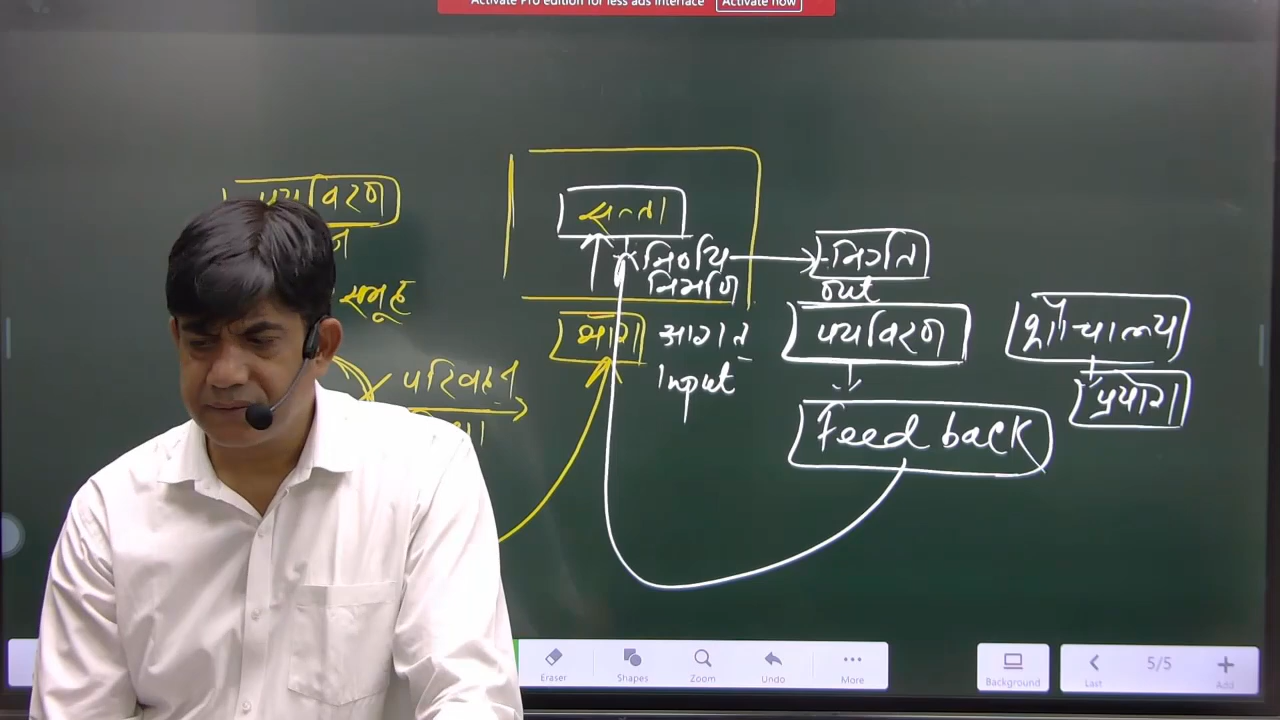 Activate Pro edition for less ads interface Activate now
पर्यावरण
समूह
परिवहन
सत्ता
निर्णय
निर्माण
मांग
आगत
Input
निर्गत
out
पर्यावरण
Feed back
शौचालय
प्रयोग
Eraser
Shapes
Zoom
Undo
More
Background
Last
5/5
Add